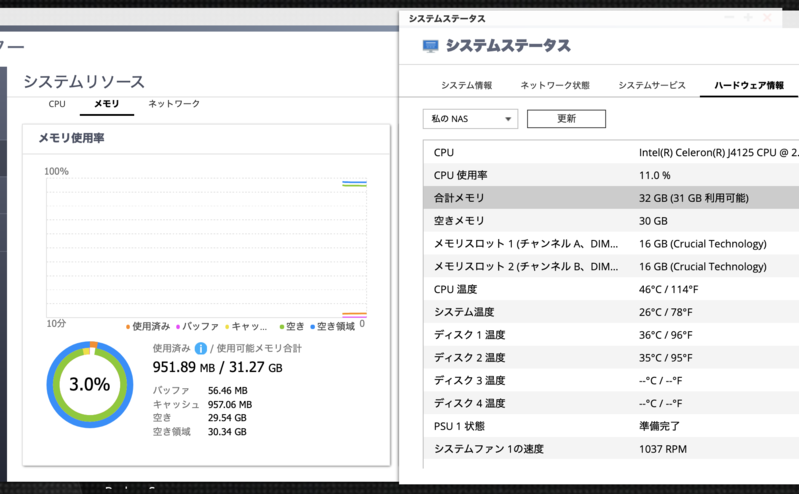 システムリソース
CPU メモリ ネットワーク
メモリ使用率
100%
10分
使用済み バッファ キャッ... 空き 空き領域 0
3.0%
使用済み / 使用可能メモリ合計
951.89 MB / 31.27 GB
バッファ 56.46 MB
キャッシュ 957.06 MB
空き 29.54 GB
空き領域 30.34 GB
システムステータス
システムステータス
システム情報 ネットワーク状態 システムサービス ハードウェア情報
私の NAS 更新
CPU Intel(R) Celeron(R) J4125 CPU @ 2.
CPU 使用率 11.0 %
合計メモリ 32 GB (31 GB 利用可能)
空きメモリ 30 GB
メモリスロット 1 (チャンネル A、DIM... 16 GB (Crucial Technology)
メモリスロット 2 (チャンネル B、DIM... 16 GB (Crucial Technology)
CPU 温度 46°C / 114°F
システム温度 26°C / 78°F
ディスク 1 温度 36°C / 96°F
ディスク 2 温度 35°C / 95°F
ディスク 3 温度 --°C / --°F
ディスク 4 温度 --°C / --°F
PSU 1 状態 準備完了
システムファン 1の速度 1037 RPM